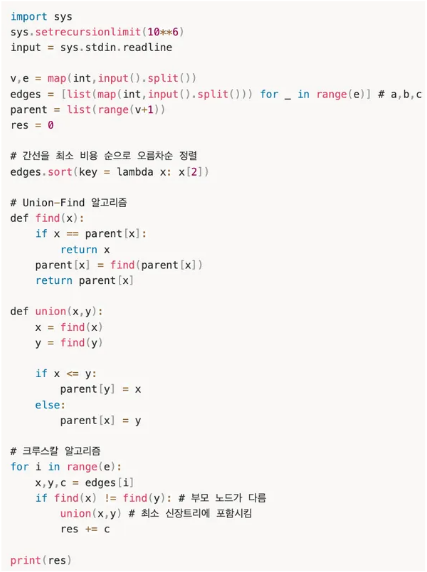 import sys
sys.setrecursionlimit(10**6)
input = sys.stdin.readline

v,e = map(int,input().split())
edges = [list(map(int,input().split())) for _ in range(e)] # a,b,c
parent = list(range(v+1))
res = 0

# 간선을 최소 비용 순으로 오름차순 정렬
edges.sort(key = lambda x: x[2])

# Union-Find 알고리즘
def find(x):
    if x == parent[x]:
        return x
    parent[x] = find(parent[x])
    return parent[x]

def union(x,y):
    x = find(x)
    y = find(y)

    if x <= y:
        parent[y] = x
    else:
        parent[x] = y

# 크루스칼 알고리즘
for i in range(e):
    x,y,c = edges[i]
    if find(x) != find(y): # 부모 노드가 다름
        union(x,y) # 최소 신장트리에 포함시킴
        res += c

print(res)